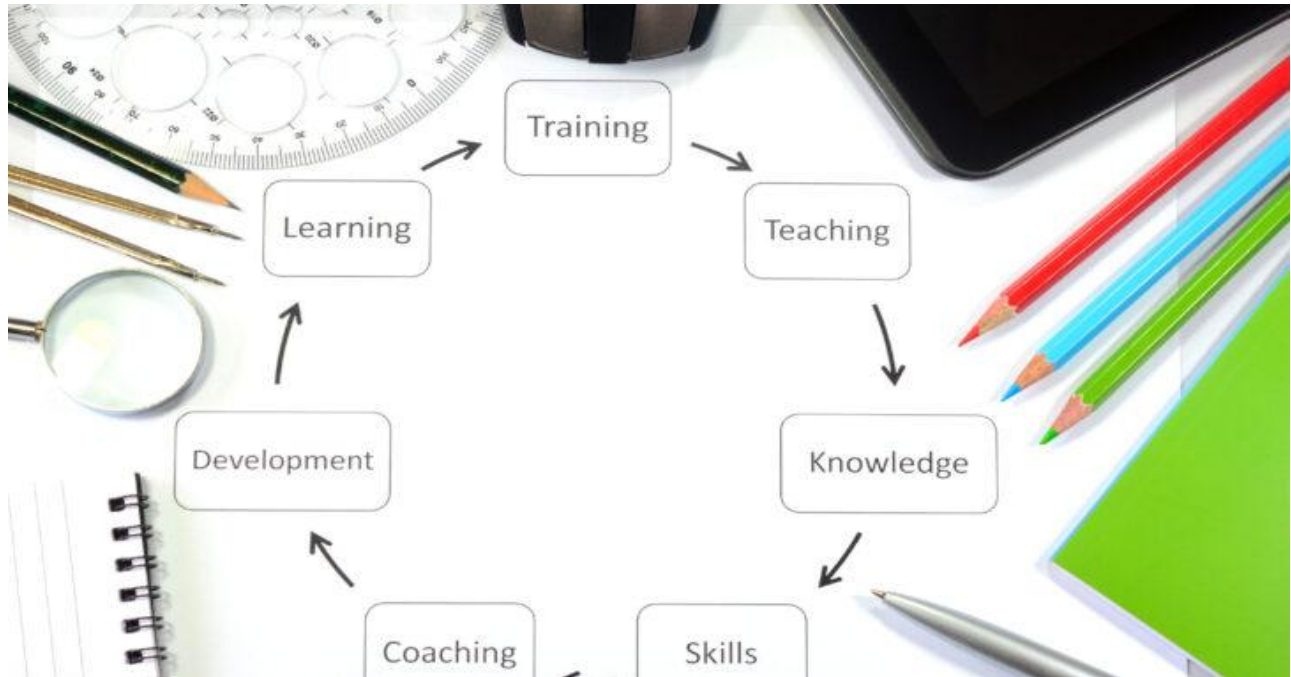 Training
Teaching
Knowledge
Skills
Coaching
Development
Learning